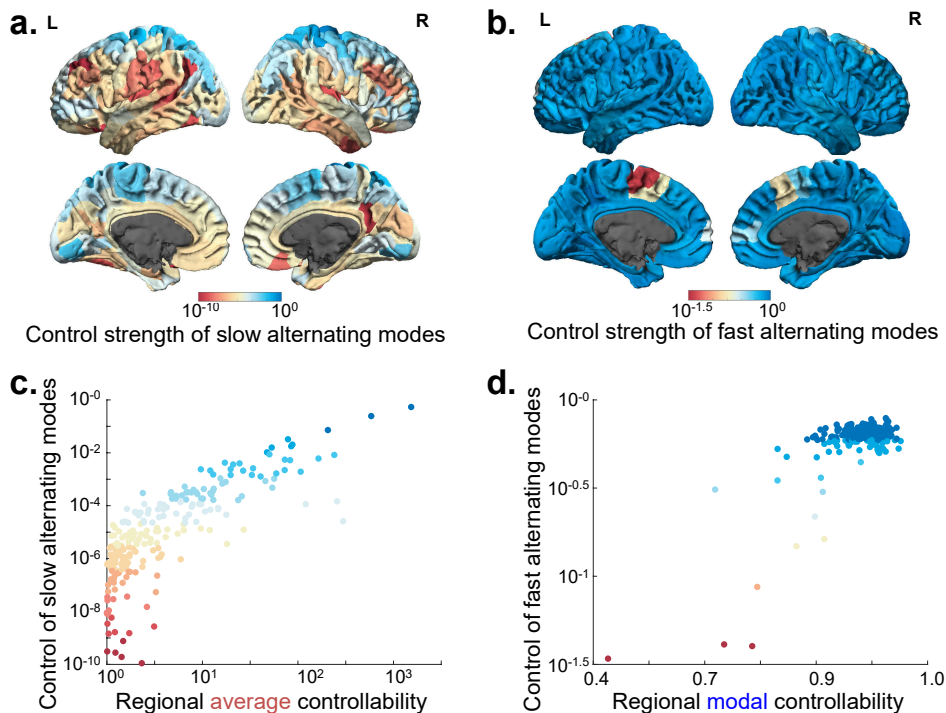 a.
L
R
10^-10
10^0
Control strength of slow alternating modes
b.
L
R
10^-1.5
10^0
Control strength of fast alternating modes
c.
Control of slow alternating modes
10^-0
10^-2
10^-4
10^-6
10^-8
10^-10
10^0
10^1
10^2
10^3
Regional average controllability
d.
Control of fast alternating modes
10^-0
10^-0.5
10^-1
10^-1.5
0.4
0.7
0.9
1.0
Regional modal controllability